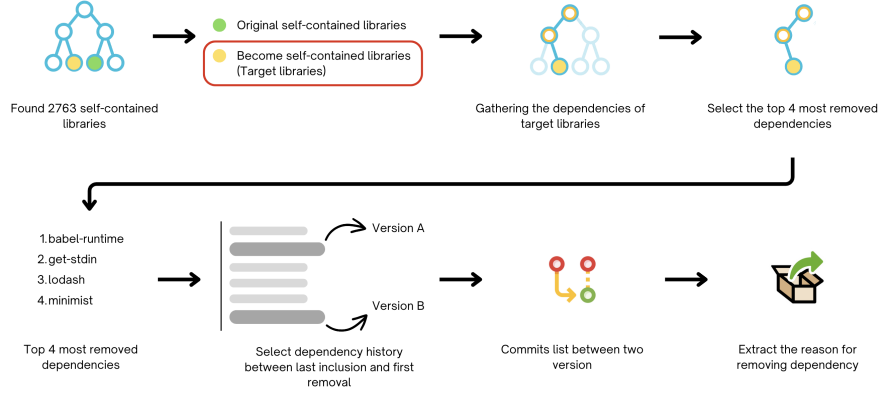 Original self-contained libraries
Become self-contained libraries
(Target libraries)
Found 2763 self-contained
libraries
Gathering the dependencies of
target libraries
Select the top 4 most removed
dependencies
1. babel-runtime
2. get-stdin
3. lodash
4. minimist
Top 4 most removed
dependencies
Version A
Version B
Select dependency history
between last inclusion and first
removal
Commits list between two
version
Extract the reason for
removing dependency